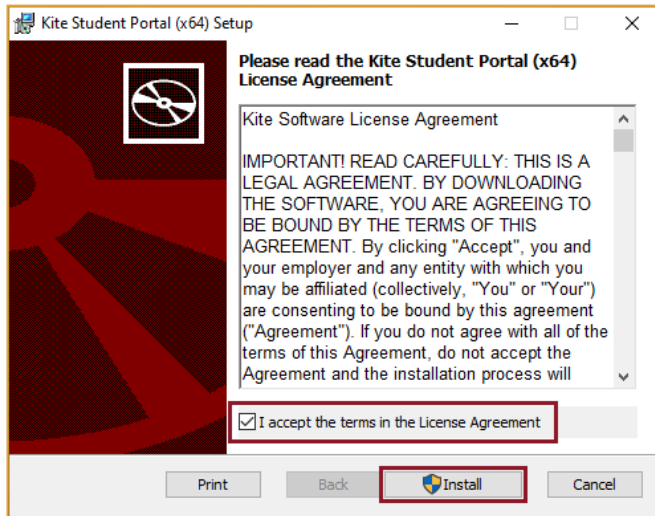 Kite Student Portal (x64) Setup
Please read the Kite Student Portal (x64)
License Agreement
Kite Software License Agreement
IMPORTANT! READ CAREFULLY: THIS IS A
LEGAL AGREEMENT. BY DOWNLOADING
THE SOFTWARE, YOU ARE AGREEING TO
BE BOUND BY THE TERMS OF THIS
AGREEMENT. By clicking "Accept", you and
your employer and any entity with which you
may be affiliated (collectively, "You" or "Your")
are consenting to be bound by this agreement
("Agreement"). If you do not agree with all of the
terms of this Agreement, do not accept the
Agreement and the installation process will
I accept the terms in the License Agreement
Print Back Install Cancel